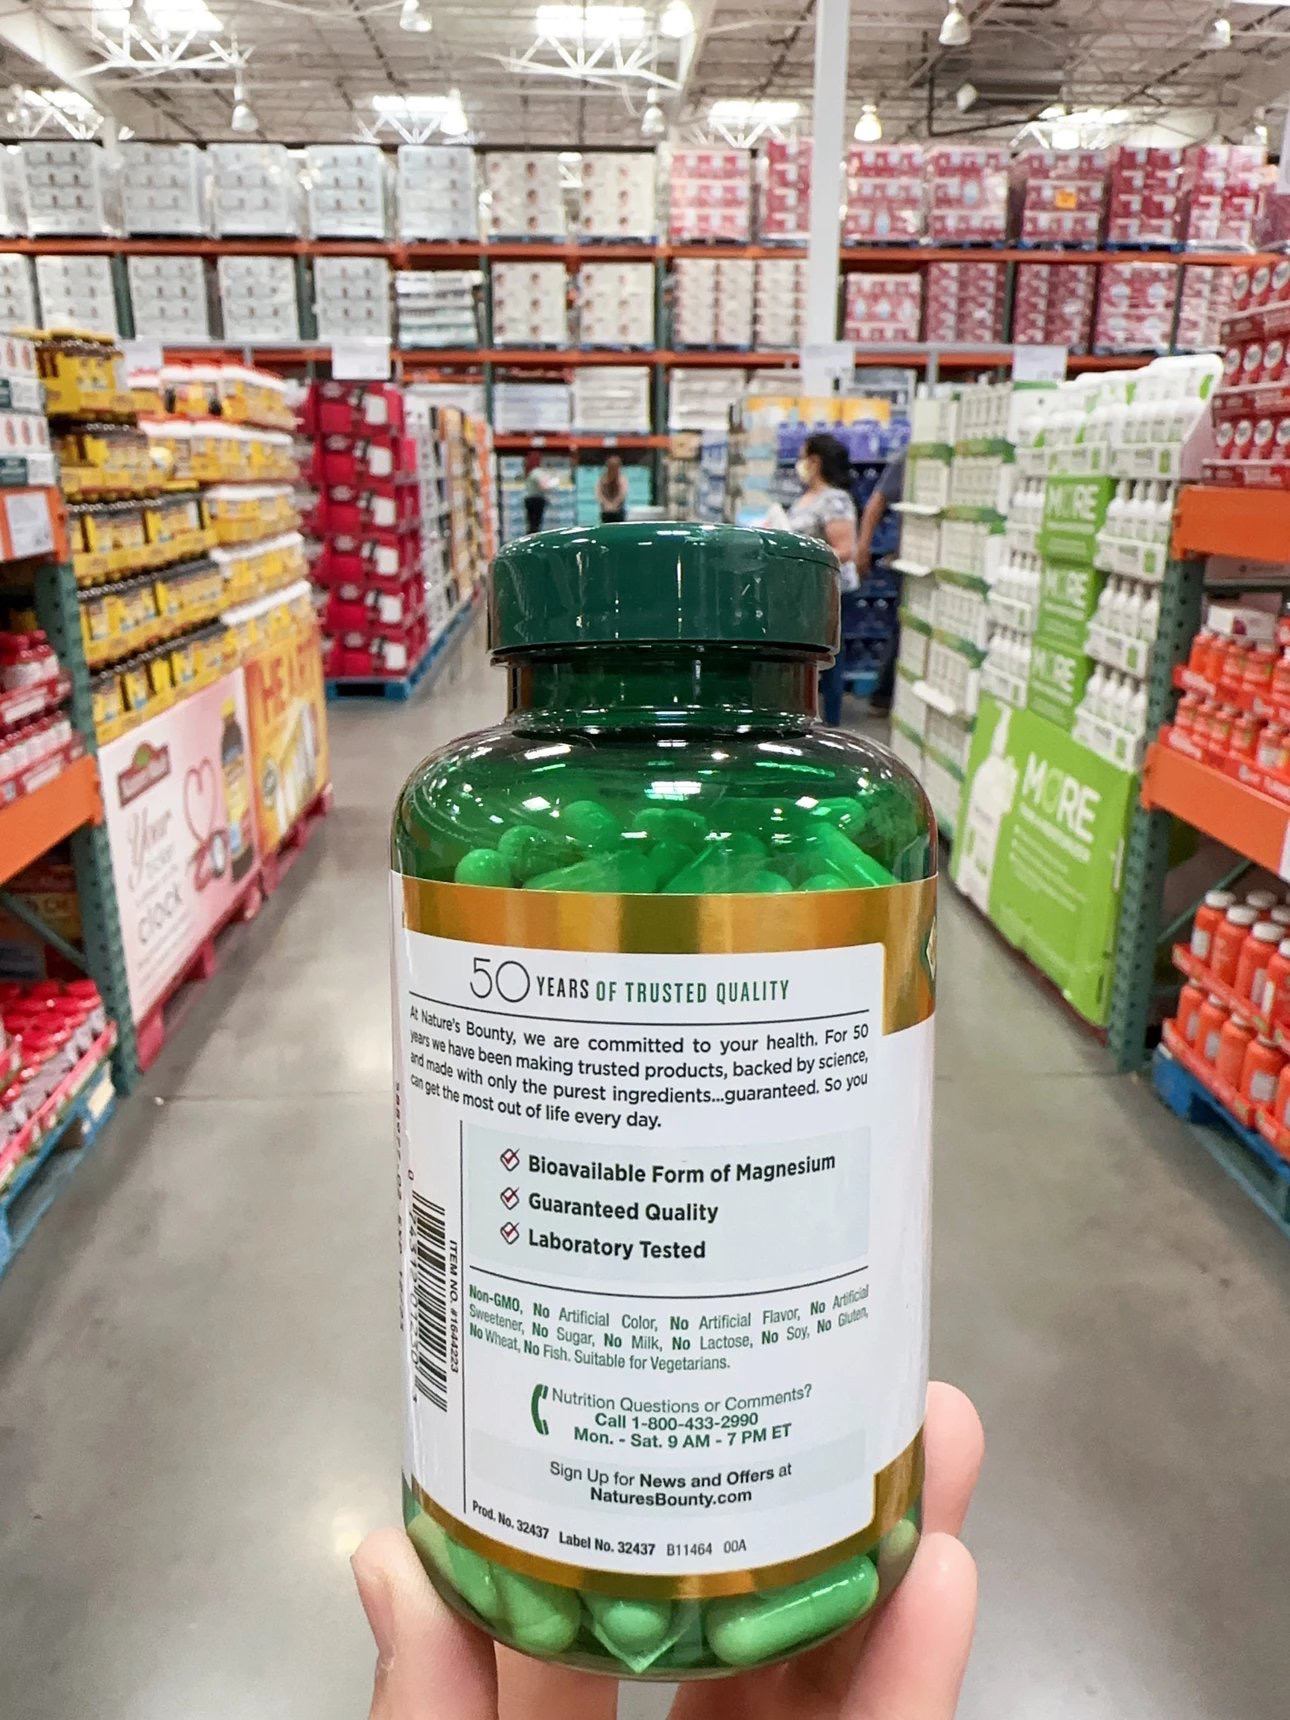 MORE
MORE
MORE
HEART
MORE
Your
clock
50 YEARS OF TRUSTED QUALITY
At Nature's Bounty, we are committed to your health. For 50
years we have been making trusted products, backed by science,
and made with only the purest ingredients...guaranteed. So you
can get the most out of life every day.
Bioavailable Form of Magnesium
Guaranteed Quality
Laboratory Tested
ITEM NO. #1644223
Non-GMO, No Artificial Color, No Artificial Flavor, No Artificial
Sweetener, No Sugar, No Milk, No Lactose, No Soy, No Gluten,
No Wheat, No Fish. Suitable for Vegetarians.
Nutrition Questions or Comments?
Call 1-800-433-2990
Mon. - Sat. 9 AM - 7 PM ET
Sign Up for News and Offers at
NaturesBounty.com
Prod. No. 32437 Label No. 32437 B11464 00A